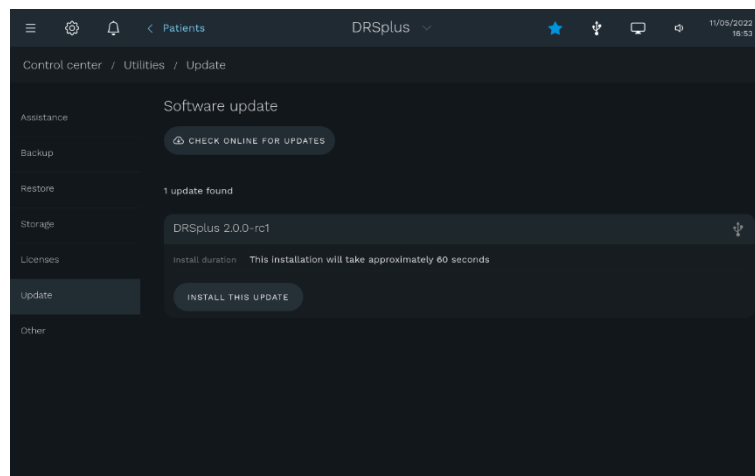 Patients
DRSplus
11/05/2022
16:53
Control center / Utilities / Update
Assistance
Backup
Restore
Storage
Licenses
Update
Other
Software update
CHECK ONLINE FOR UPDATES
1 update found
DRSplus 2.0.0-rc1
Install duration This installation will take approximately 60 seconds
INSTALL THIS UPDATE